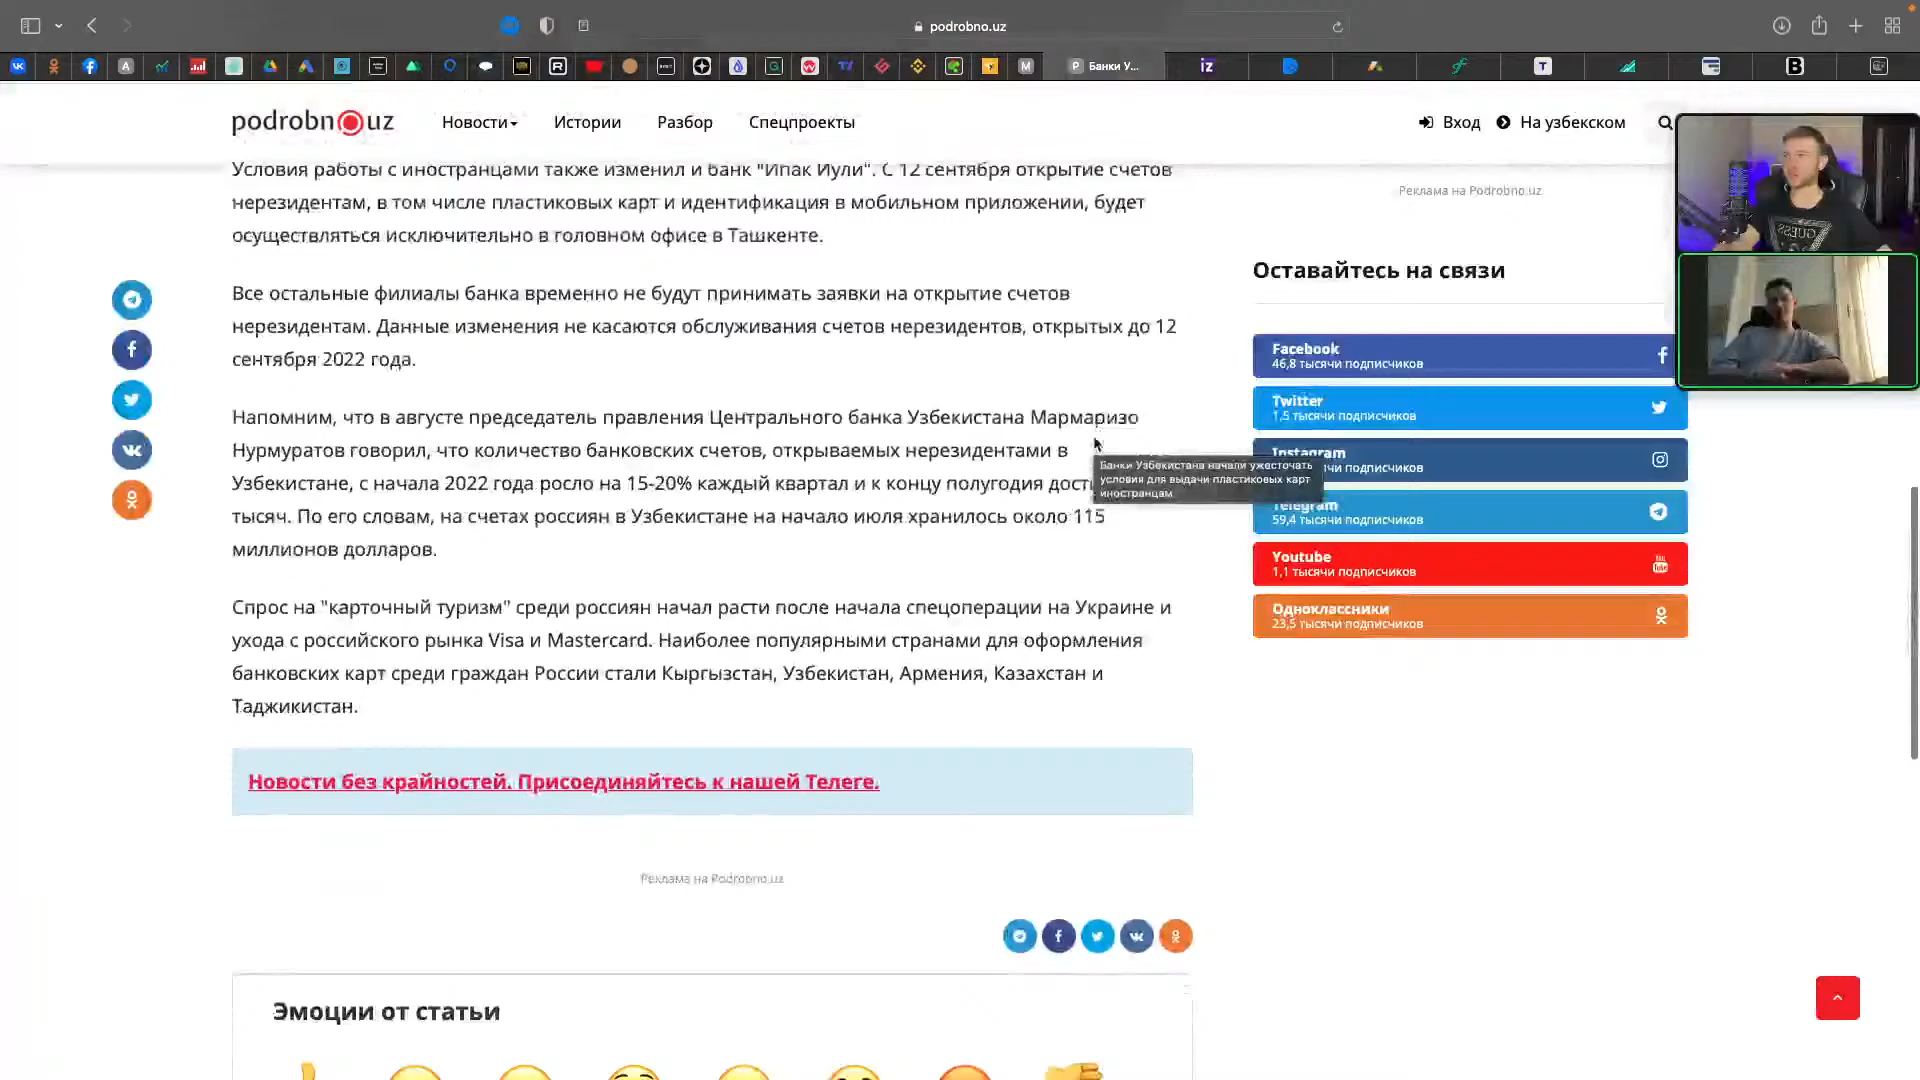 podrobno.uz
Банки У...
podrobno uz
Новости
Истории
Разбор
Спецпроекты
Вход
На узбекском
Условия работы с иностранцами также изменил и банк "Ипак Йули". С 12 сентября открытие счетов
нерезидентам, в том числе пластиковых карт и идентификация в мобильном приложении, будет
осуществляться исключительно в головном офисе в Ташкенте.
Все остальные филиалы банка временно не будут принимать заявки на открытие счетов
нерезидентам. Данные изменения не касаются обслуживания счетов нерезидентов, открытых до 12
сентября 2022 года.
Напомним, что в августе председатель правления Центрального банка Узбекистана Мармаризо
Нурмуратов говорил, что количество банковских счетов, открываемых нерезидентами в
Узбекистане, с начала 2022 года росло на 15-20% каждый квартал и к концу полугодия дост
тысяч. По его словам, на счетах россиян в Узбекистане на начало июля хранилось около 115
миллионов долларов.
Банки Узбекистана начали ужесточать
условия для выдачи пластиковых карт
иностранцам
Спрос на "карточный туризм" среди россиян начал расти после начала спецоперации на Украине и
ухода с российского рынка Visa и Mastercard. Наиболее популярными странами для оформления
банковских карт среди граждан России стали Кыргызстан, Узбекистан, Армения, Казахстан и
Таджикистан.
Новости без крайностей. Присоединяйтесь к нашей Телеге.
Реклама на Podrobno.uz
Эмоции от статьи
Реклама на Podrobno.uz
Оставайтесь на связи
Facebook
46,8 тысячи подписчиков
Twitter
1,5 тысячи подписчиков
Instagram
тысячи подписчиков
Telegram
59,4 тысячи подписчиков
Youtube
1,1 тысячи подписчиков
Одноклассники
23,5 тысячи подписчиков
GUESS